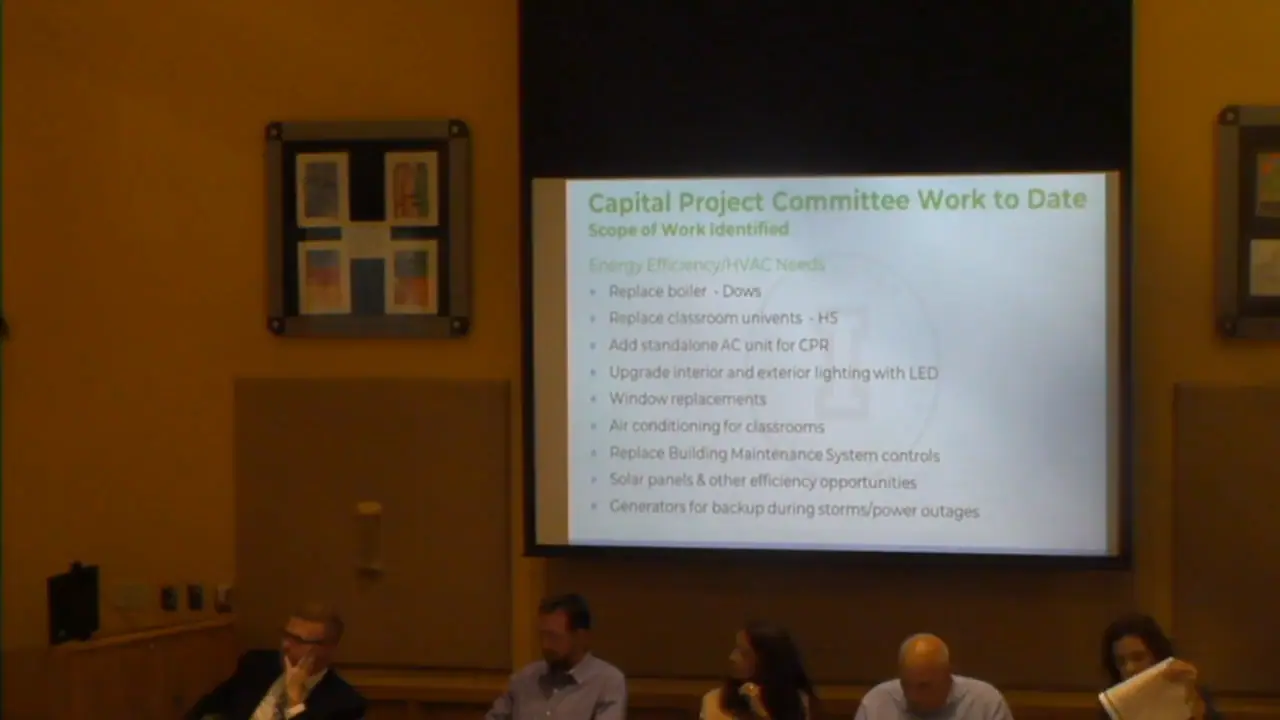 Capital Project Committee Work to Date
Scope of Work Identified
Energy Efficiency/HVAC Needs
• Replace boiler - Dows
• Replace classroom univents - HS
• Add standalone AC unit for CPR
• Upgrade interior and exterior lighting with LED
• Window replacements
• Air conditioning for classrooms
• Replace Building Maintenance System controls
• Solar panels & other efficiency opportunities
• Generators for backup during storms/power outages